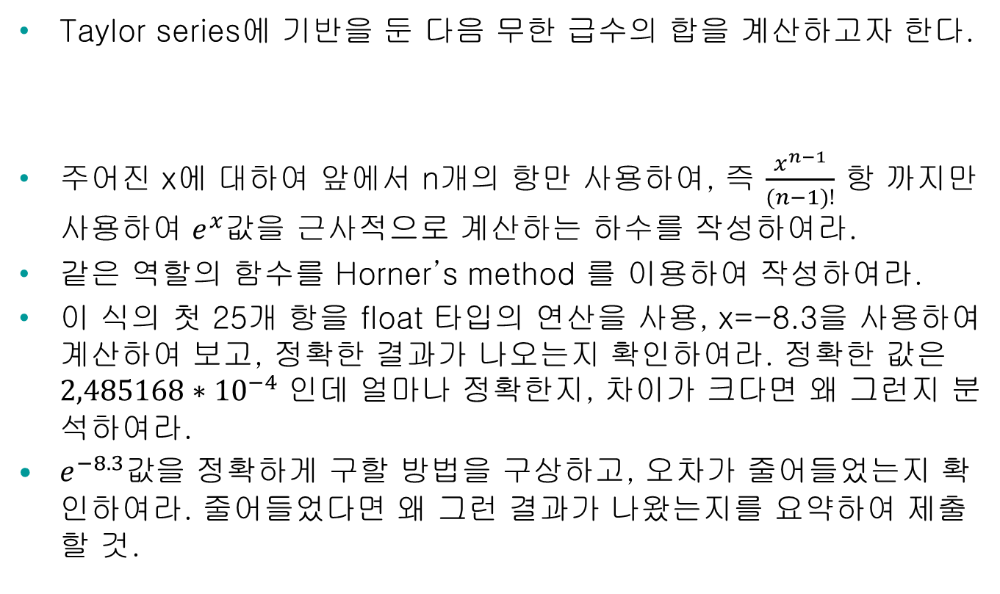 • Taylor series에 기반을 둔 다음 무한 급수의 합을 계산하고자 한다.
• 주어진 x에 대하여 앞에서 n개의 항만 사용하여, 즉 \frac{x^{n-1}}{(n-1)!} 항 까지만
사용하여 e^x값을 근사적으로 계산하는 하수를 작성하여라.
• 같은 역할의 함수를 Horner’s method 를 이용하여 작성하여라.
• 이 식의 첫 25개 항을 float 타입의 연산을 사용, x=-8.3을 사용하여
계산하여 보고, 정확한 결과가 나오는지 확인하여라. 정확한 값은
2,485168 ∗ 10^{−4} 인데 얼마나 정확한지, 차이가 크다면 왜 그런지 분
석하여라.
• e^{−8.3}값을 정확하게 구할 방법을 구상하고, 오차가 줄어들었는지 확
인하여라. 줄어들었다면 왜 그런 결과가 나왔는지를 요약하여 제출
할 것.